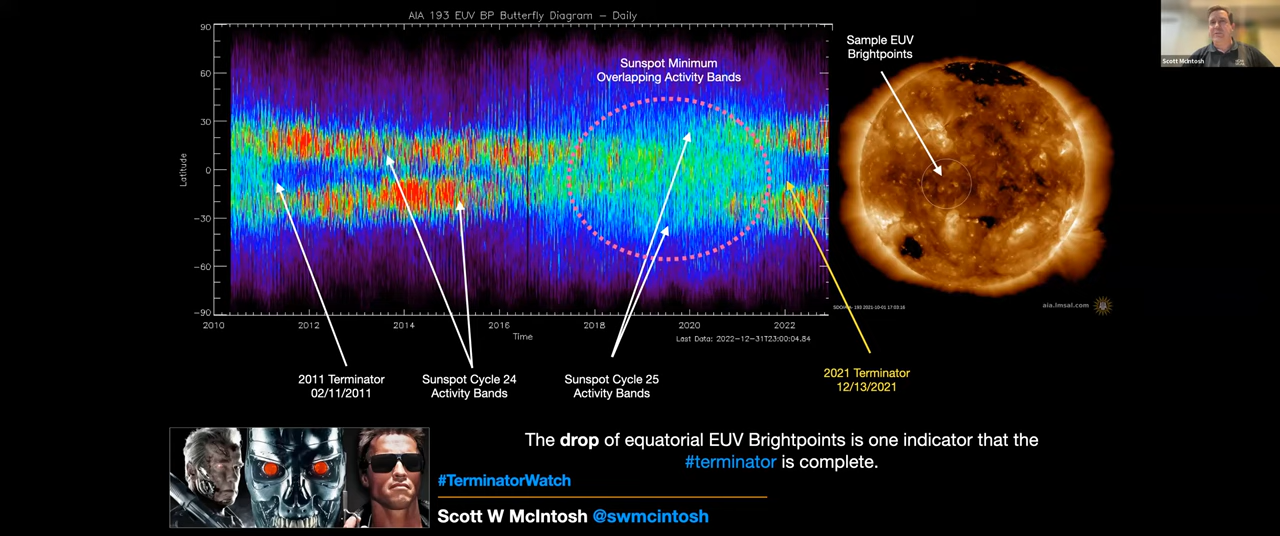 AIA 193 EUV BP Butterfly Diagram – Daily
Scott McIntosh
Sample EUV
Brightpoints
Sunspot Minimum
Overlapping Activity Bands
Latitude
90
60
30
0
-30
-60
-90
2010
2012
2014
2016
2018
2020
2022
Time
Last Data: 2022-12-31T23:00:04.84
aia.lmsal.com
2011 Terminator
02/11/2011
Sunspot Cycle 24
Activity Bands
Sunspot Cycle 25
Activity Bands
2021 Terminator
12/13/2021
The drop of equatorial EUV Brightpoints is one indicator that the
#terminator is complete.
#TerminatorWatch
Scott W McIntosh @swmcintosh